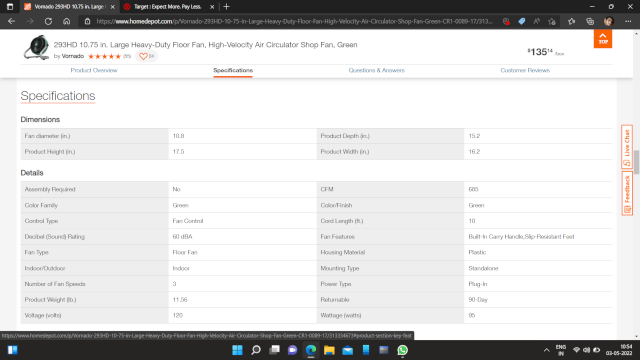 Vornado 293HD 10.75 in. Large H
Target : Expect More. Pay Less.
https://www.homedepot.com/p/Vornado-293HD-10-75-in-Large-Heavy-Duty-Floor-Fan-High-Velocity-Air-Circulator-Shop-Fan-Green-CR1-0089-17/313...
293HD 10.75 in. Large Heavy-Duty Floor Fan, High-Velocity Air Circulator Shop Fan, Green
by Vornado
$13514
TOP
Product Overview
Specifications
Questions & Answers
Customer Reviews
Specifications
Dimensions
Fan diameter (in.) 10.8 Product Depth (in.) 15.2
Product Height (in.) 17.5 Product Width (in.) 16.2
Details
Assembly Required No CFM 685
Color Family Green Color/Finish Green
Control Type Fan Control Cord Length (ft.) 10
Decibel (Sound) Rating 60 dBA Fan Features Built-In Carry Handle,Slip-Resistant Feet
Fan Type Floor Fan Housing Material Plastic
Indoor/Outdoor Indoor Mounting Type Standalone
Number of Fan Speeds 3 Power Type Plug-In
Product Weight (lb.) 11.56 Returnable 90-Day
Voltage (volts) 120 Wattage (watts) 95
Live Chat
Feedback
https://www.homedepot.com/p/Vornado-293HD-10-75-in-Large-Heavy-Duty-Floor-Fan-High-Velocity-Air-Circulator-Shop-Fan-Green-CR1-0089-17/313334673#product-section-key-feat
ENG
IN
10:54
03-05-2022